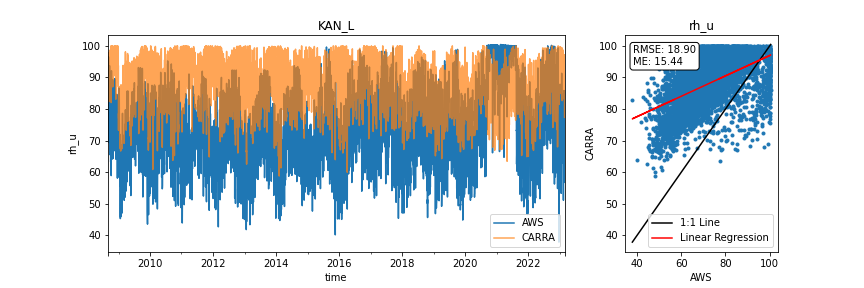 KAN_L
rh_u
100
90
80
70
60
50
40
2010
2012
2014
2016
2018
2020
2022
time
AWS
CARRA
rh_u
RMSE: 18.90
ME: 15.44
CARRA
100
90
80
70
60
50
40
40
60
80
100
AWS
1:1 Line
Linear Regression